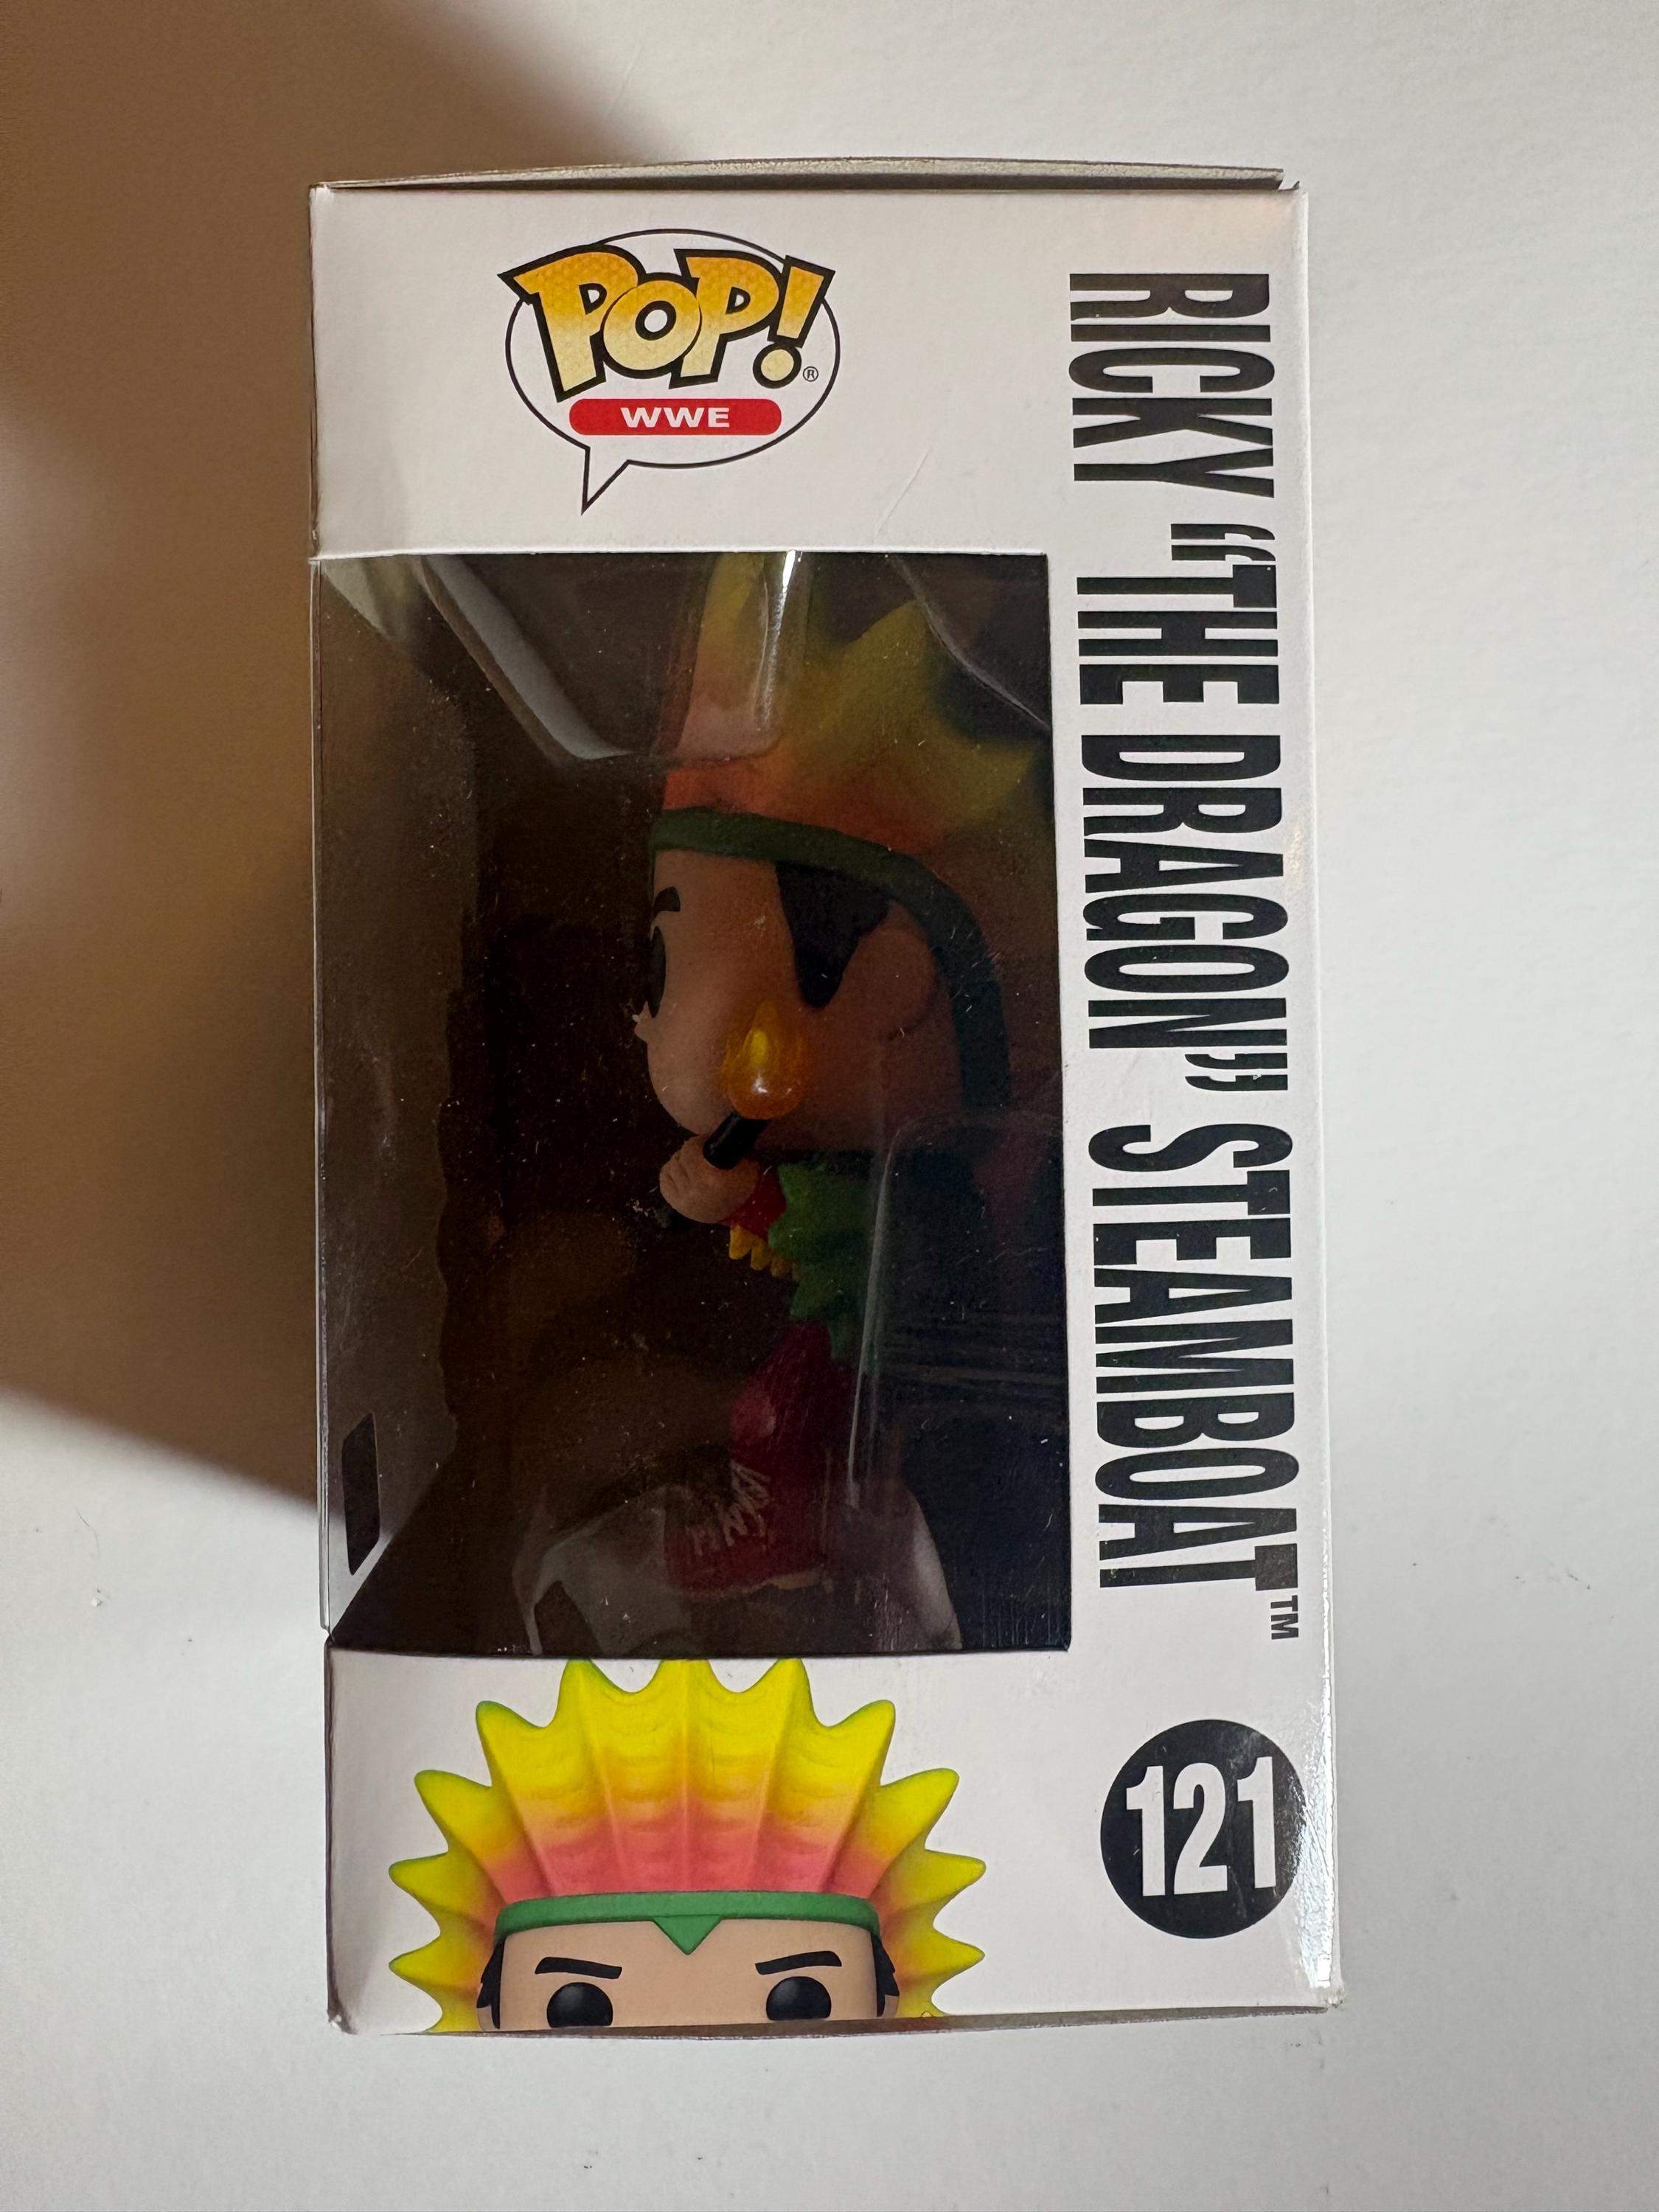 POP!®
WWE
RICKY “THE DRAGON” STEAMBOAT™
121